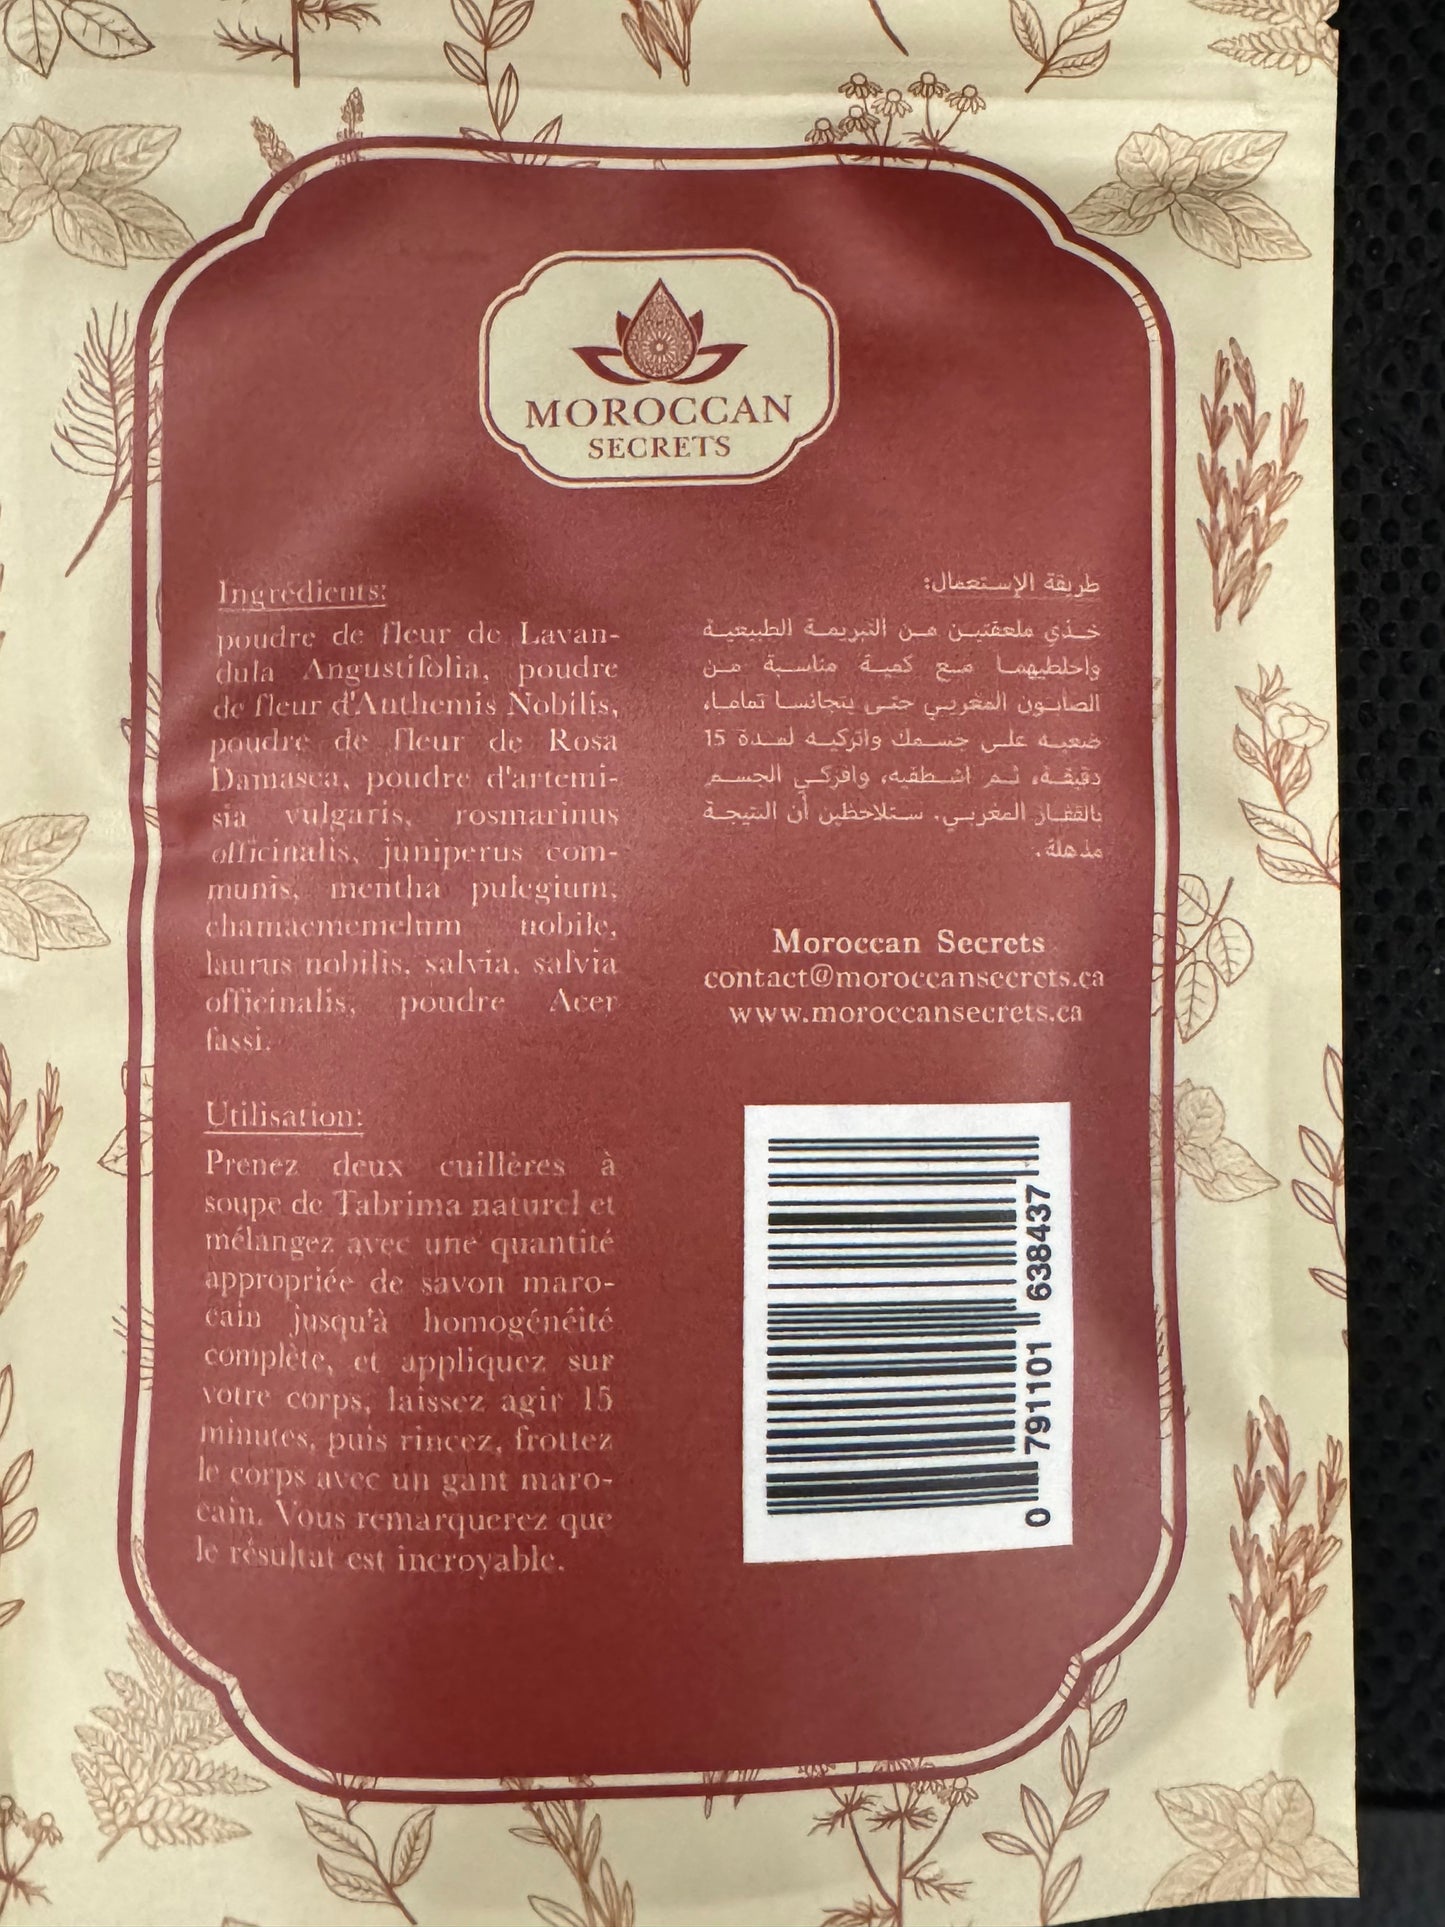 MOROCCAN
SECRETS
Ingrédients:
poudre de fleur de Lavan-
dula Angustifolia, poudre
de fleur d'Anthemis Nobilis,
poudre de fleur de Rosa
Damasca, poudre d'artemi-
sia vulgaris, rosmarinus
officinalis, juniperus com-
munis, mentha pulegium,
chamaememelum nobile,
laurus nobilis, salvia, salvia
officinalis, poudre Acer
fassi.
Utilisation:
Prenez deux cuillères à
soupe de Tabrima naturel et
mélangez avec une quantité
appropriée de savon maro-
cain jusqu'à homogénéité
complète, et appliquez sur
votre corps, laissez agir 15
minutes, puis rincez, frottez
le corps avec un gant maro-
cain. Vous remarquerez que
le résultat est incroyable.
طريقة الإستعمال:
خذي ملعقتين من التبريمة الطبيعية
واخلطيهما مع كمية مناسبة من
الصابون المغربي حتى يتجانسا تماما،
ضعيه على جسمك واتركيه لمدة 15
دقيقة، ثم اشطفيه، وافركي الجسم
بالقفاز المغربي. ستلاحظين أن النتيجة
مذهلة.
Moroccan Secrets
contact@moroccansecrets.ca
www.moroccansecrets.ca
0 791101 638437